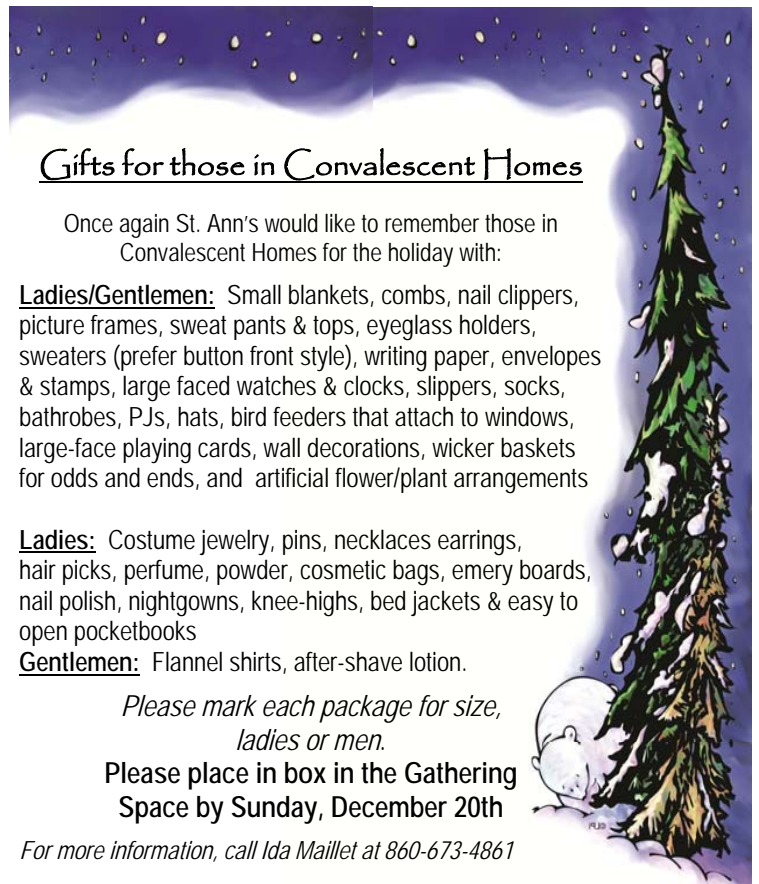 Gifts for those in Convalescent Homes
Once again St. Ann's would like to remember those in
Convalescent Homes for the holiday with:
Ladies/Gentlemen: Small blankets, combs, nail clippers,
picture frames, sweat pants & tops, eyeglass holders,
sweaters (prefer button front style), writing paper, envelopes
& stamps, large faced watches & clocks, slippers, socks,
bathrobes, PJs, hats, bird feeders that attach to windows,
large-face playing cards, wall decorations, wicker baskets
for odds and ends, and artificial flower/plant arrangements
Ladies: Costume jewelry, pins, necklaces earrings,
hair picks, perfume, powder, cosmetic bags, emery boards,
nail polish, nightgowns, knee-highs, bed jackets & easy to
open pocketbooks
Gentlemen: Flannel shirts, after-shave lotion.
Please mark each package for size,
ladies or men.
Please place in box in the Gathering
Space by Sunday, December 20th
For more information, call Ida Maillet at 860-673-4861